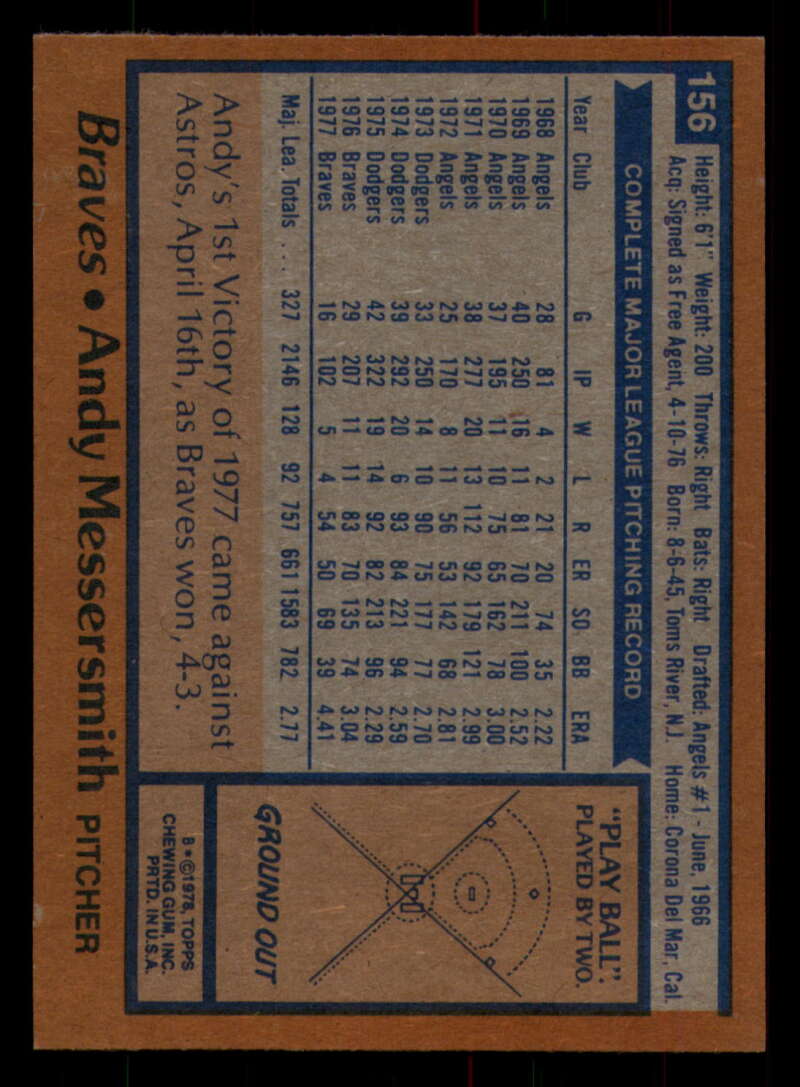 156
Height: 6'1" Weight: 200 Throws: Right Bats: Right Drafted: Angels #1 - June, 1966
Acq: Signed as Free Agent, 4-10-76 Born: 8-6-45, Toms River, N.J. Home: Corona Del Mar, Cal.
COMPLETE MAJOR LEAGUE PITCHING RECORD
Year Club G IP W L R ER SO BB ERA
1968 Angels 28 81 4 2 21 20 74 35 2.22
1969 Angels 40 250 16 11 81 70 211 100 2.52
1970 Angels 37 195 11 10 75 65 162 78 3.00
1971 Angels 38 277 20 13 112 92 179 121 2.99
1972 Angels 25 170 8 11 56 53 142 68 2.81
1973 Dodgers 33 250 14 10 90 75 177 77 2.70
1974 Dodgers 39 292 20 6 93 84 221 94 2.59
1975 Dodgers 42 322 19 14 92 82 213 96 2.29
1976 Braves 29 207 11 11 83 70 135 74 3.04
1977 Braves 16 102 5 4 54 50 69 39 4.41
Maj. Lea. Totals ... 327 2146 128 92 757 661 1583 782 2.77
Andy's 1st Victory of 1977 came against
Astros, April 16th, as Braves won, 4-3.
"PLAY BALL".
PLAYED BY TWO.
GROUND OUT
B*©1978, TOPPS
CHEWING GUM, INC.
PRTD. IN U.S.A.
Braves • Andy Messersmith PITCHER